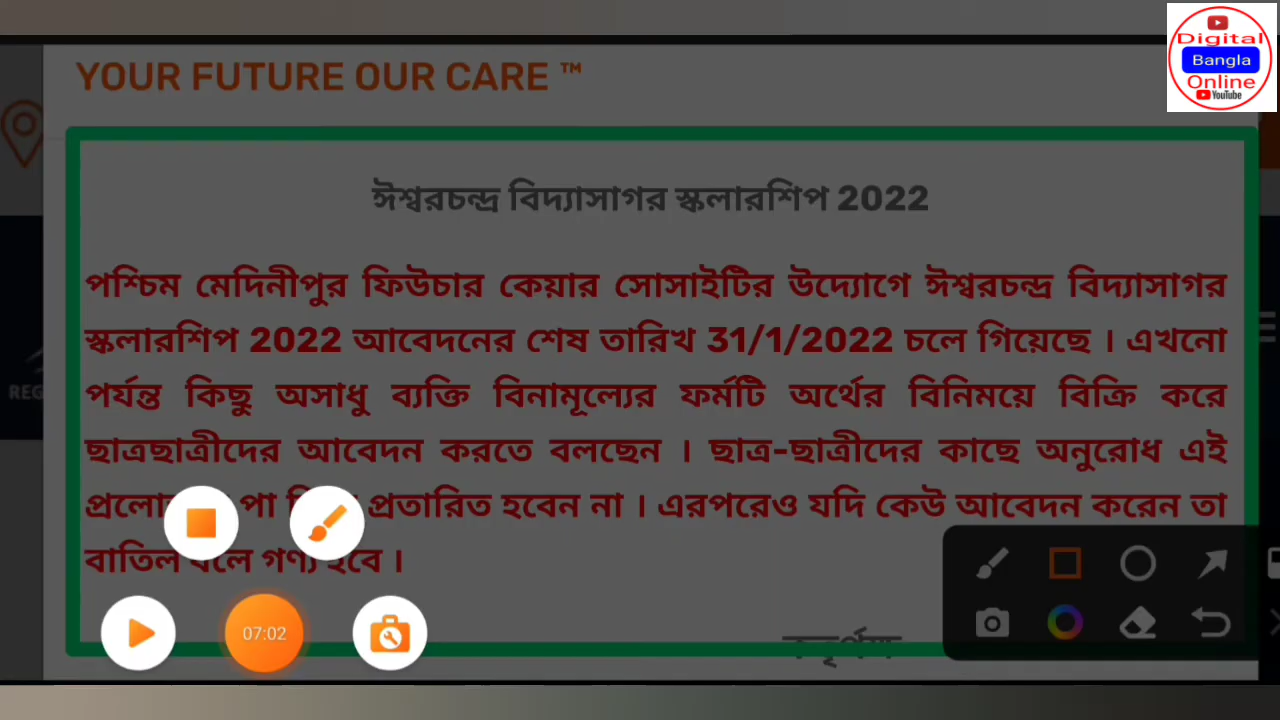 YOUR FUTURE OUR CARE ™
Digital
Bangla
Online
YouTube
ঈশ্বরচন্দ্র বিদ্যাসাগর স্কলারশিপ 2022
পশ্চিম মেদিনীপুর ফিউচার কেয়ার সোসাইটির উদ্যোগে ঈশ্বরচন্দ্র বিদ্যাসাগর
স্কলারশিপ 2022 আবেদনের শেষ তারিখ 31/1/2022 চলে গিয়েছে । এখনো
পর্যন্ত কিছু অসাধু ব্যক্তি বিনামূল্যের ফর্মটি অর্থের বিনিময়ে বিক্রি করে
ছাত্রছাত্রীদের আবেদন করতে বলছেন । ছাত্র-ছাত্রীদের কাছে অনুরোধ এই
পা প্রতারিত হবেন না । এরপরেও যদি কেউ আবেদন করেন তা
বাতিল বলে গণ্য হবে ।
07:02